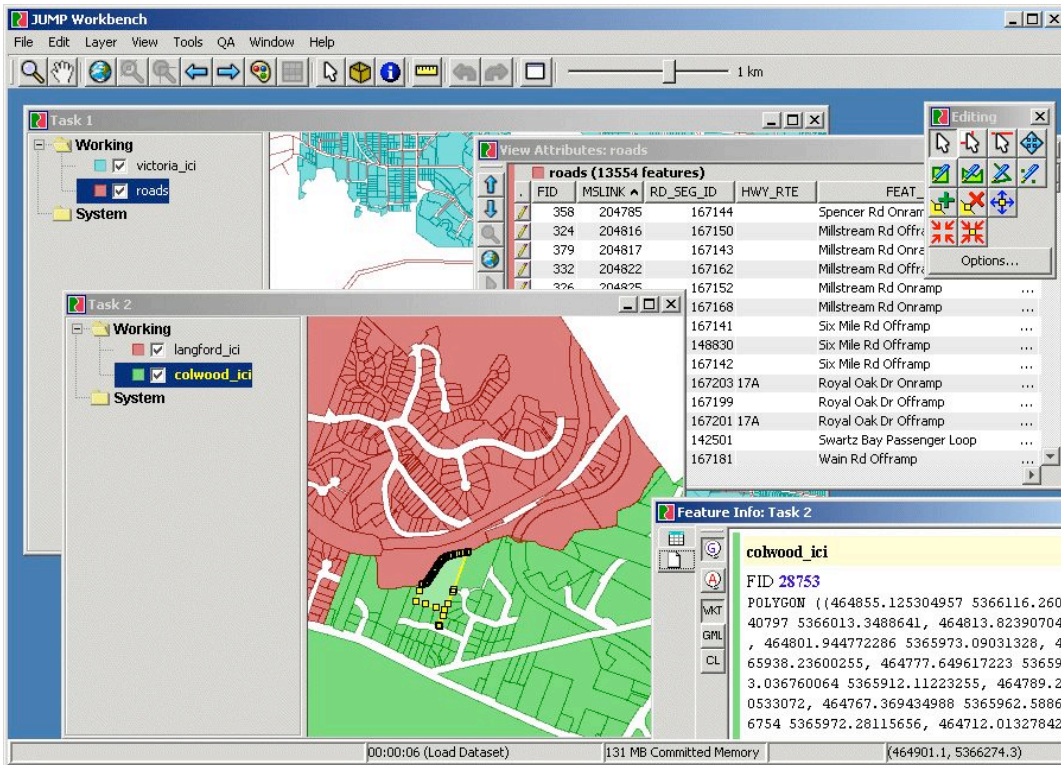 JUMP Workbench
File Edit Layer View Tools QA Window Help
1 km
Task 1
Working
victoria_ici
roads
System
View Attributes: roads
roads (13554 features)
. FID MSLINK RD_SEG_ID HWY_RTE FEAT_
358 204785 167144 Spencer Rd Onram
324 204816 167150 Millstream Rd Offra
379 204817 167143 Millstream Rd Onra
332 204822 167162 Millstream Rd Offra
326 204825 167152 Millstream Rd Onramp ...
167168 Millstream Rd Onramp ...
167141 Six Mile Rd Offramp ...
148830 Six Mile Rd Offramp ...
167142 Six Mile Rd Offramp ...
167203 17A Royal Oak Dr Onramp ...
167199 Royal Oak Dr Offramp ...
167201 17A Royal Oak Dr Offramp ...
142501 Swartz Bay Passenger Loop ...
167181 Wain Rd Offramp ...
Editing
Options...
Task 2
Working
langford_ici
colwood_ici
System
Feature Info: Task 2
G
A
WKT
GML
CL
colwood_ici
FID 28753
POLYGON ((464855.125304957 5366116.260
40797 5366013.3488641, 464813.82390704
, 464801.944772286 5365973.09031328, 4
65938.23600255, 464777.649617223 53659
3.036760064 5365912.11223255, 464789.2
0533072, 464767.369434988 5365962.5886
6754 5365972.28115656, 464712.01327842
00:00:06 (Load Dataset)
131 MB Committed Memory
(464901.1, 5366274.3)